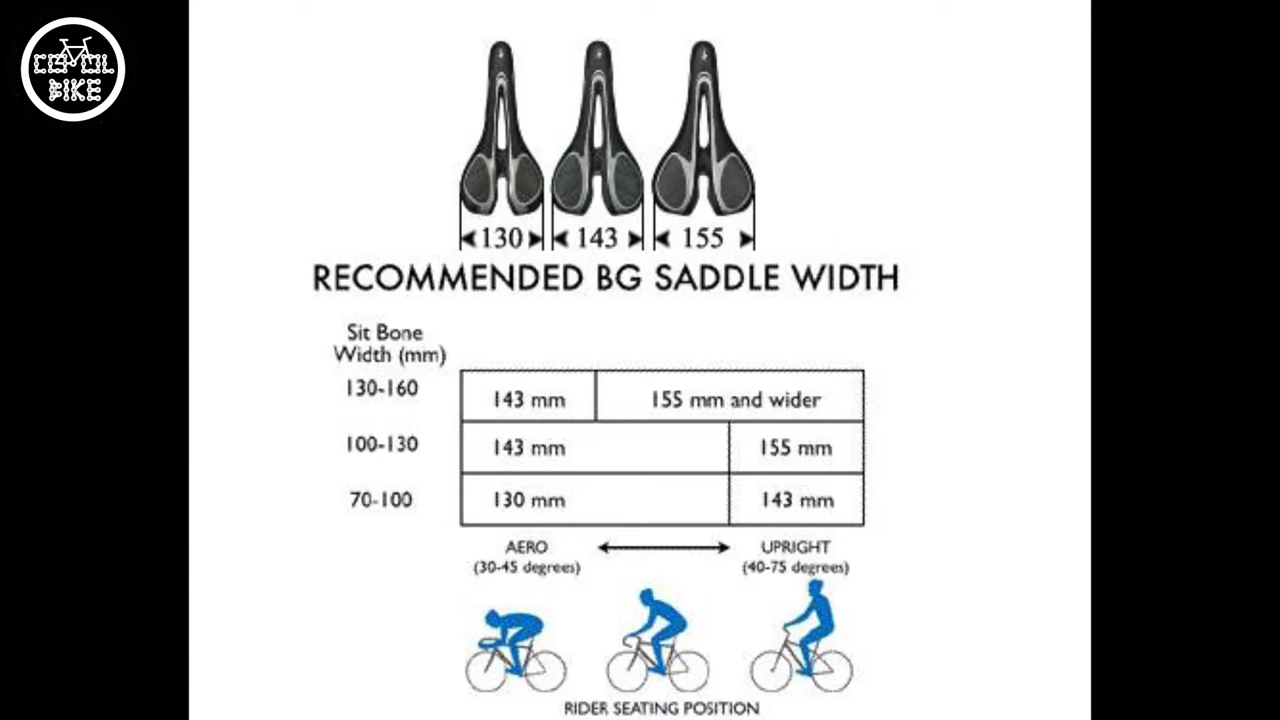 CEPOL
BIKE
130 143 155
RECOMMENDED BG SADDLE WIDTH
Sit Bone
Width (mm)
130-160 143 mm 155 mm and wider
100-130 143 mm 155 mm
70-100 130 mm 143 mm
AERO UPRIGHT
(30-45 degrees) (40-75 degrees)
RIDER SEATING POSITION